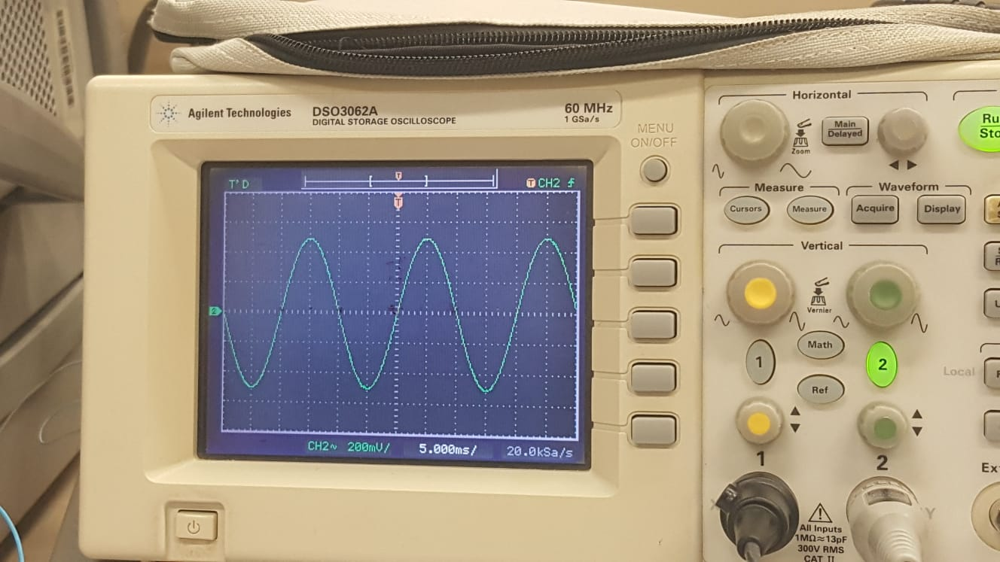 Agilent Technologies
DSO3062A
DIGITAL STORAGE OSCILLOSCOPE
60 MHz
1 GSa/s
MENU
ON/OFF
T'D
T
T
T CH2
2
CH2~ 200mV/ 5.000ms/ 20.0kSa/s
Horizontal
Main
Delayed
Zoom
Ru
Sto
Measure
Waveform
Cursors
Measure
Acquire
Display
Vertical
Vernier
Math
1
2
Ref
Local
1
2
Ex
X
Y
All Inputs
1MΩ≈13pF
300V RMS
CAT II